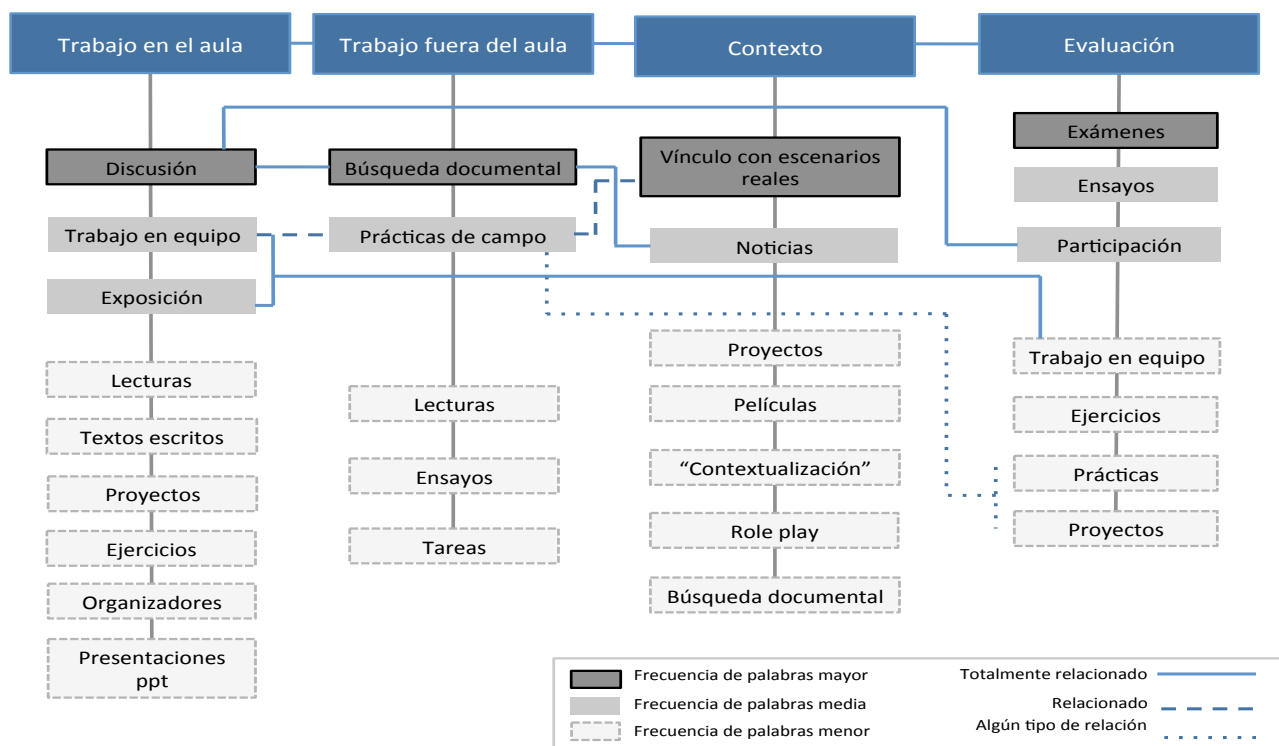 Trabajo en el aula
Trabajo fuera del aula
Contexto
Evaluación
Discusión
Trabajo en equipo
Exposición
Lecturas
Textos escritos
Proyectos
Ejercicios
Organizadores
Presentaciones
ppt
Búsqueda documental
Prácticas de campo
Lecturas
Ensayos
Tareas
Vínculo con escenarios
reales
Noticias
Proyectos
Películas
“Contextualización”
Role play
Búsqueda documental
Exámenes
Ensayos
Participación
Trabajo en equipo
Ejercicios
Prácticas
Proyectos
Frecuencia de palabras mayor
Frecuencia de palabras media
Frecuencia de palabras menor
Totalmente relacionado
Relacionado
Algún tipo de relación